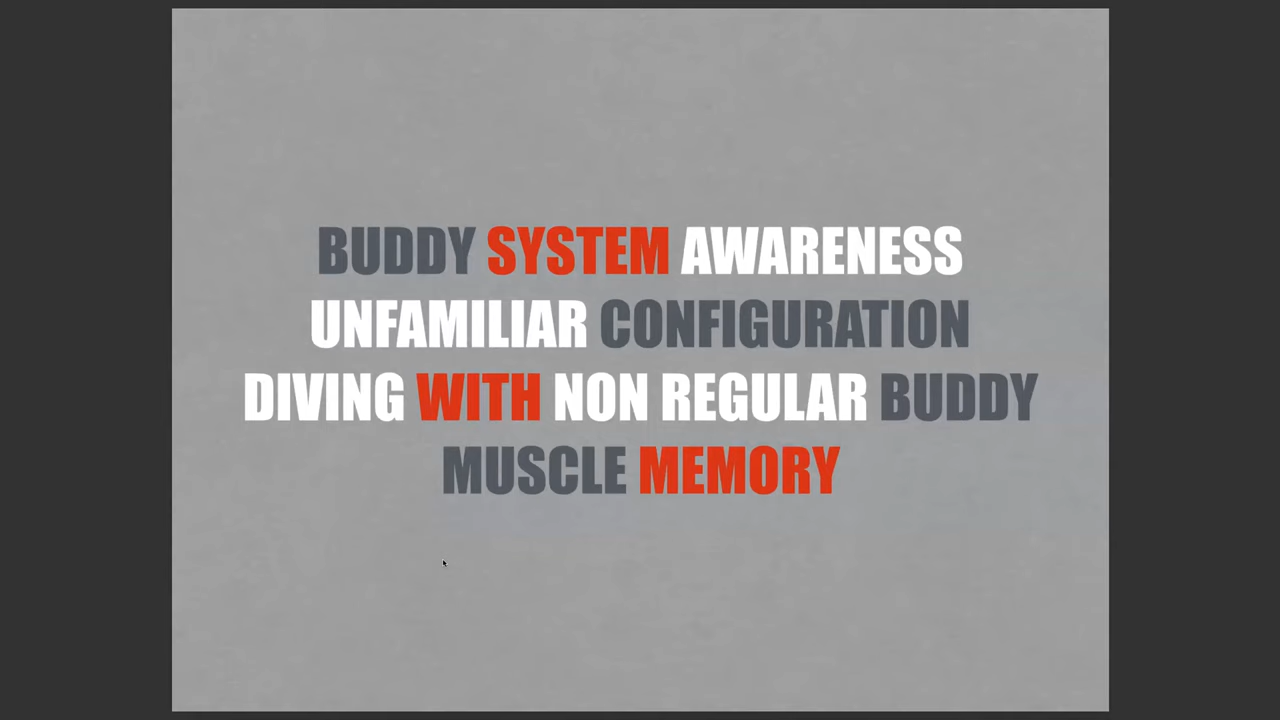 BUDDY SYSTEM AWARENESS
UNFAMILIAR CONFIGURATION
DIVING WITH NON REGULAR BUDDY
MUSCLE MEMORY